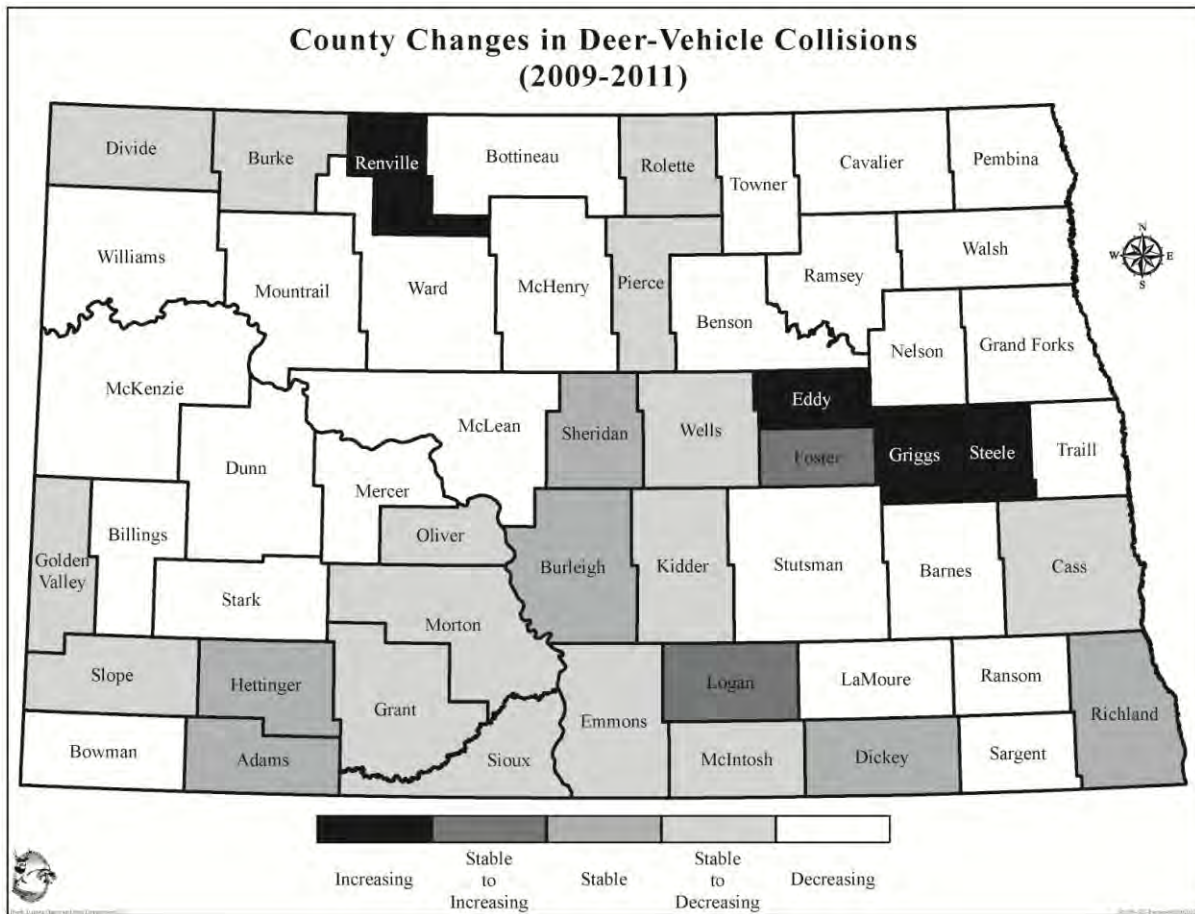 County Changes in Deer-Vehicle Collisions
(2009-2011)
Divide
Burke
Renville
Bottineau
Rolette
Towner
Cavalier
Pembina
N
W
E
S
Williams
Mountrail
Ward
McHenry
Pierce
Benson
Ramsey
Walsh
Nelson
Grand Forks
McKenzie
Dunn
McLean
Mercer
Sheridan
Wells
Eddy
Foster
Griggs
Steele
Traill
Golden
Valley
Billings
Stark
Oliver
Morton
Burleigh
Kidder
Stutsman
Barnes
Cass
Slope
Hettinger
Grant
Emmons
Logan
LaMoure
Ransom
Richland
Bowman
Adams
Sioux
McIntosh
Dickey
Sargent
Increasing
Stable
to
Increasing
Stable
Stable
to
Decreasing
Decreasing